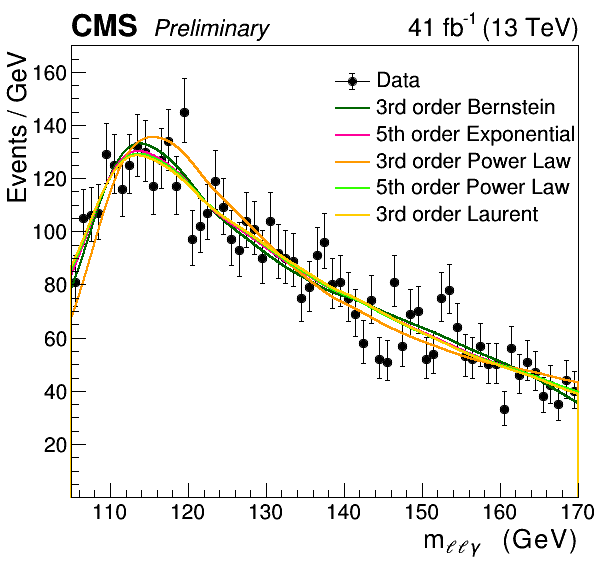 CMS Preliminary 41 fb⁻¹ (13 TeV)
Events / GeV
160
140
120
100
80
60
40
20
Data
3rd order Bernstein
5th order Exponential
3rd order Power Law
5th order Power Law
3rd order Laurent
110 120 130 140 150 160 170
m_ℓℓγ (GeV)